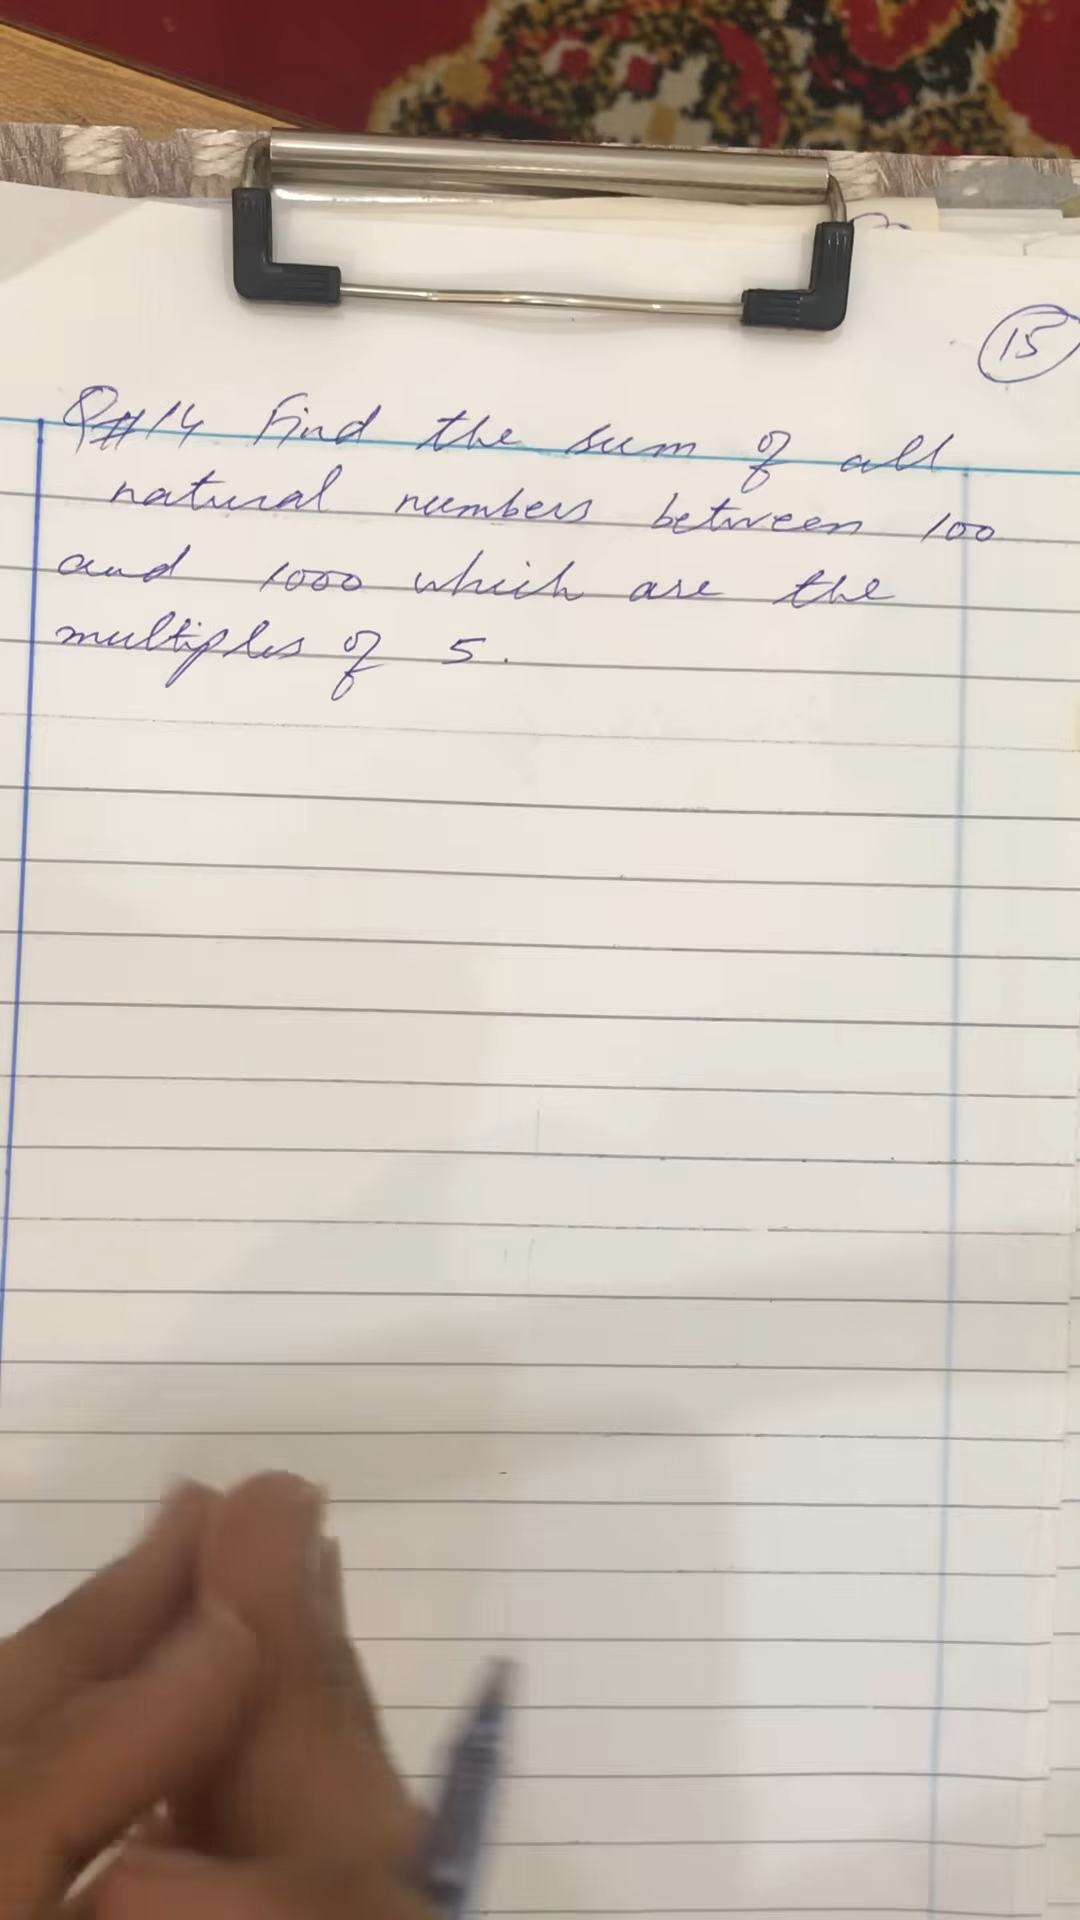 15
Q#14 Find the sum of all
natural numbers between 100
and 1000 which are the
multiples of 5.